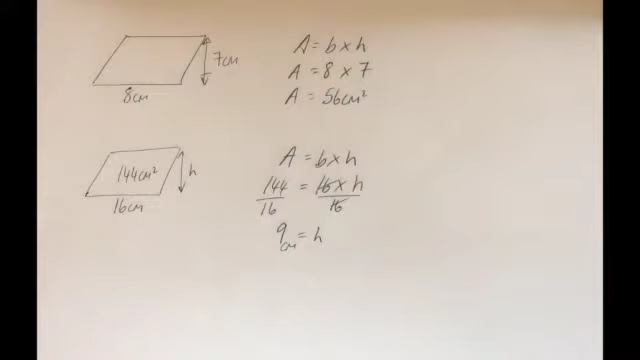 7cm
8cm
A = b x h
A = 8 x 7
A = 56cm²
144cm²
h
16cm
A = b x h
144 = 16 x h
16 16
9cm = h